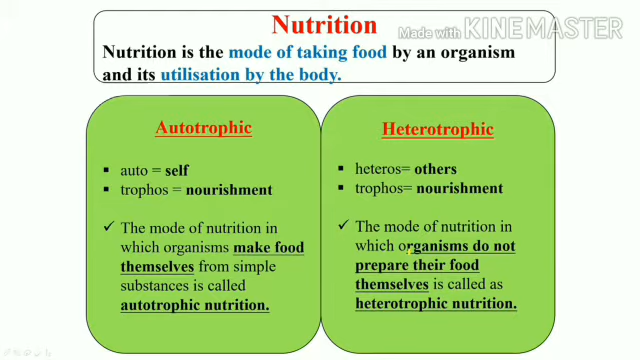 Nutrition
Made with KINEMASTER
Nutrition is the mode of taking food by an organism
and its utilisation by the body.
Autotrophic
▪ auto = self
▪ trophos = nourishment
✓ The mode of nutrition in
which organisms make food
themselves from simple
substances is called
autotrophic nutrition.
Heterotrophic
▪ heteros= others
▪ trophos= nourishment
✓ The mode of nutrition in
which organisms do not
prepare their food
themselves is called as
heterotrophic nutrition.